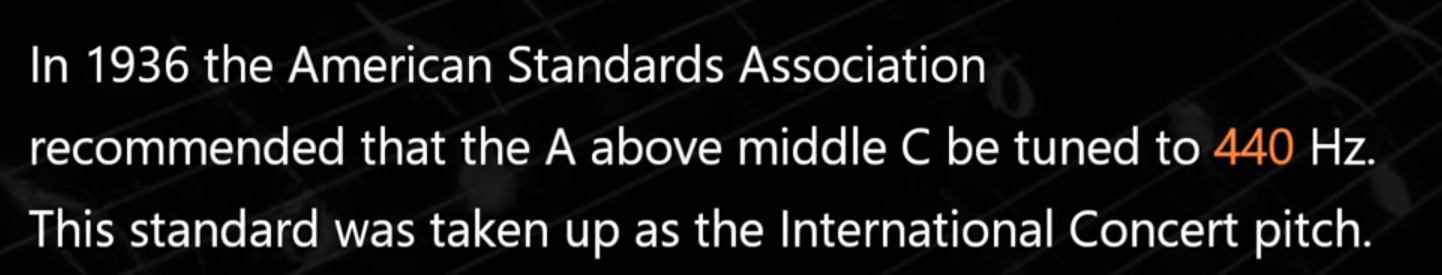 In 1936 the American Standards Association
recommended that the A above middle C be tuned to 440 Hz.
This standard was taken up as the International Concert pitch.